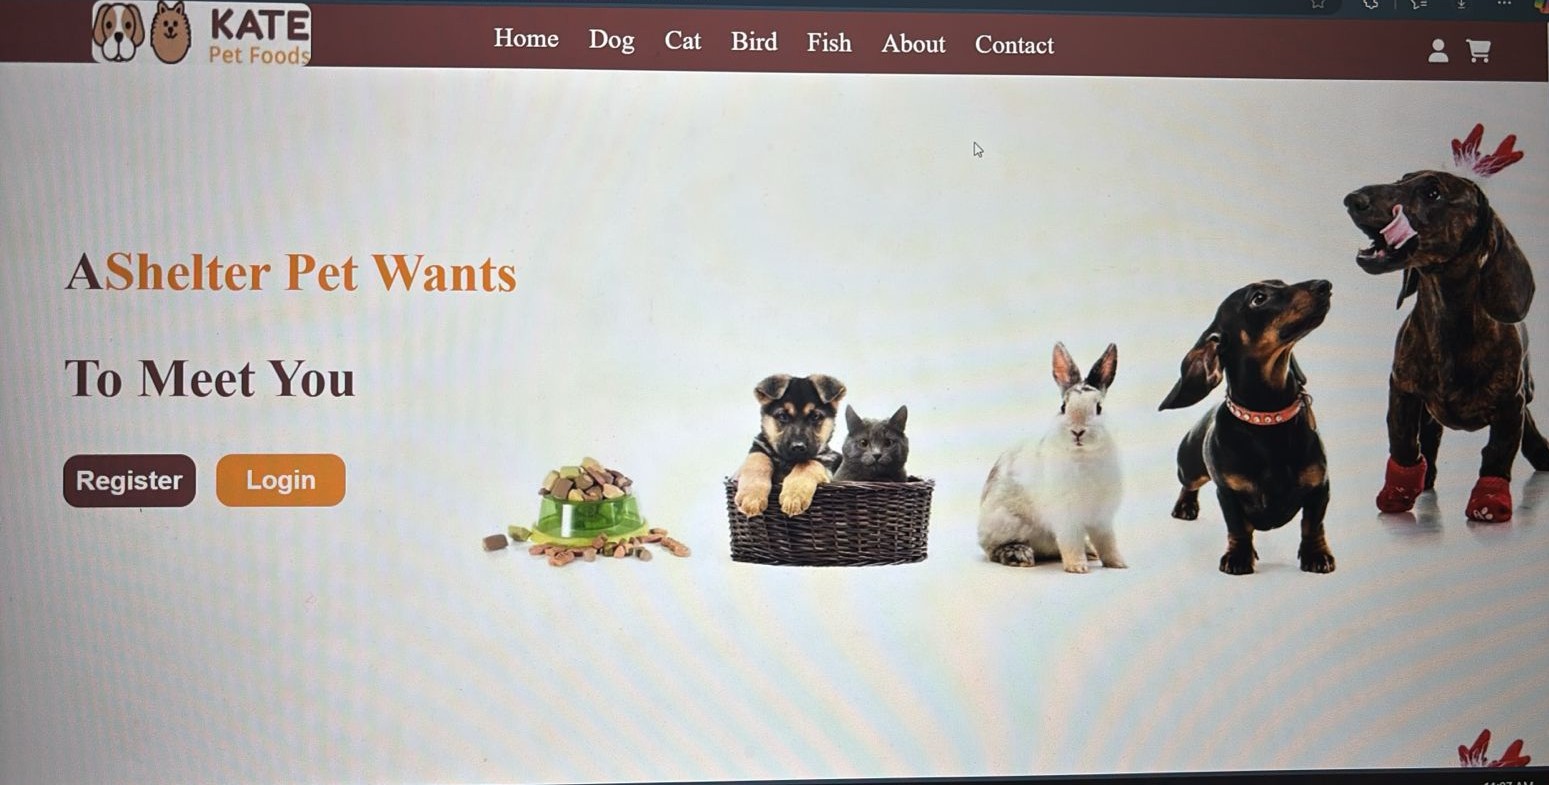 KATE
Pet Foods
Home Dog Cat Bird Fish About Contact
AShelter Pet Wants
To Meet You
Register Login